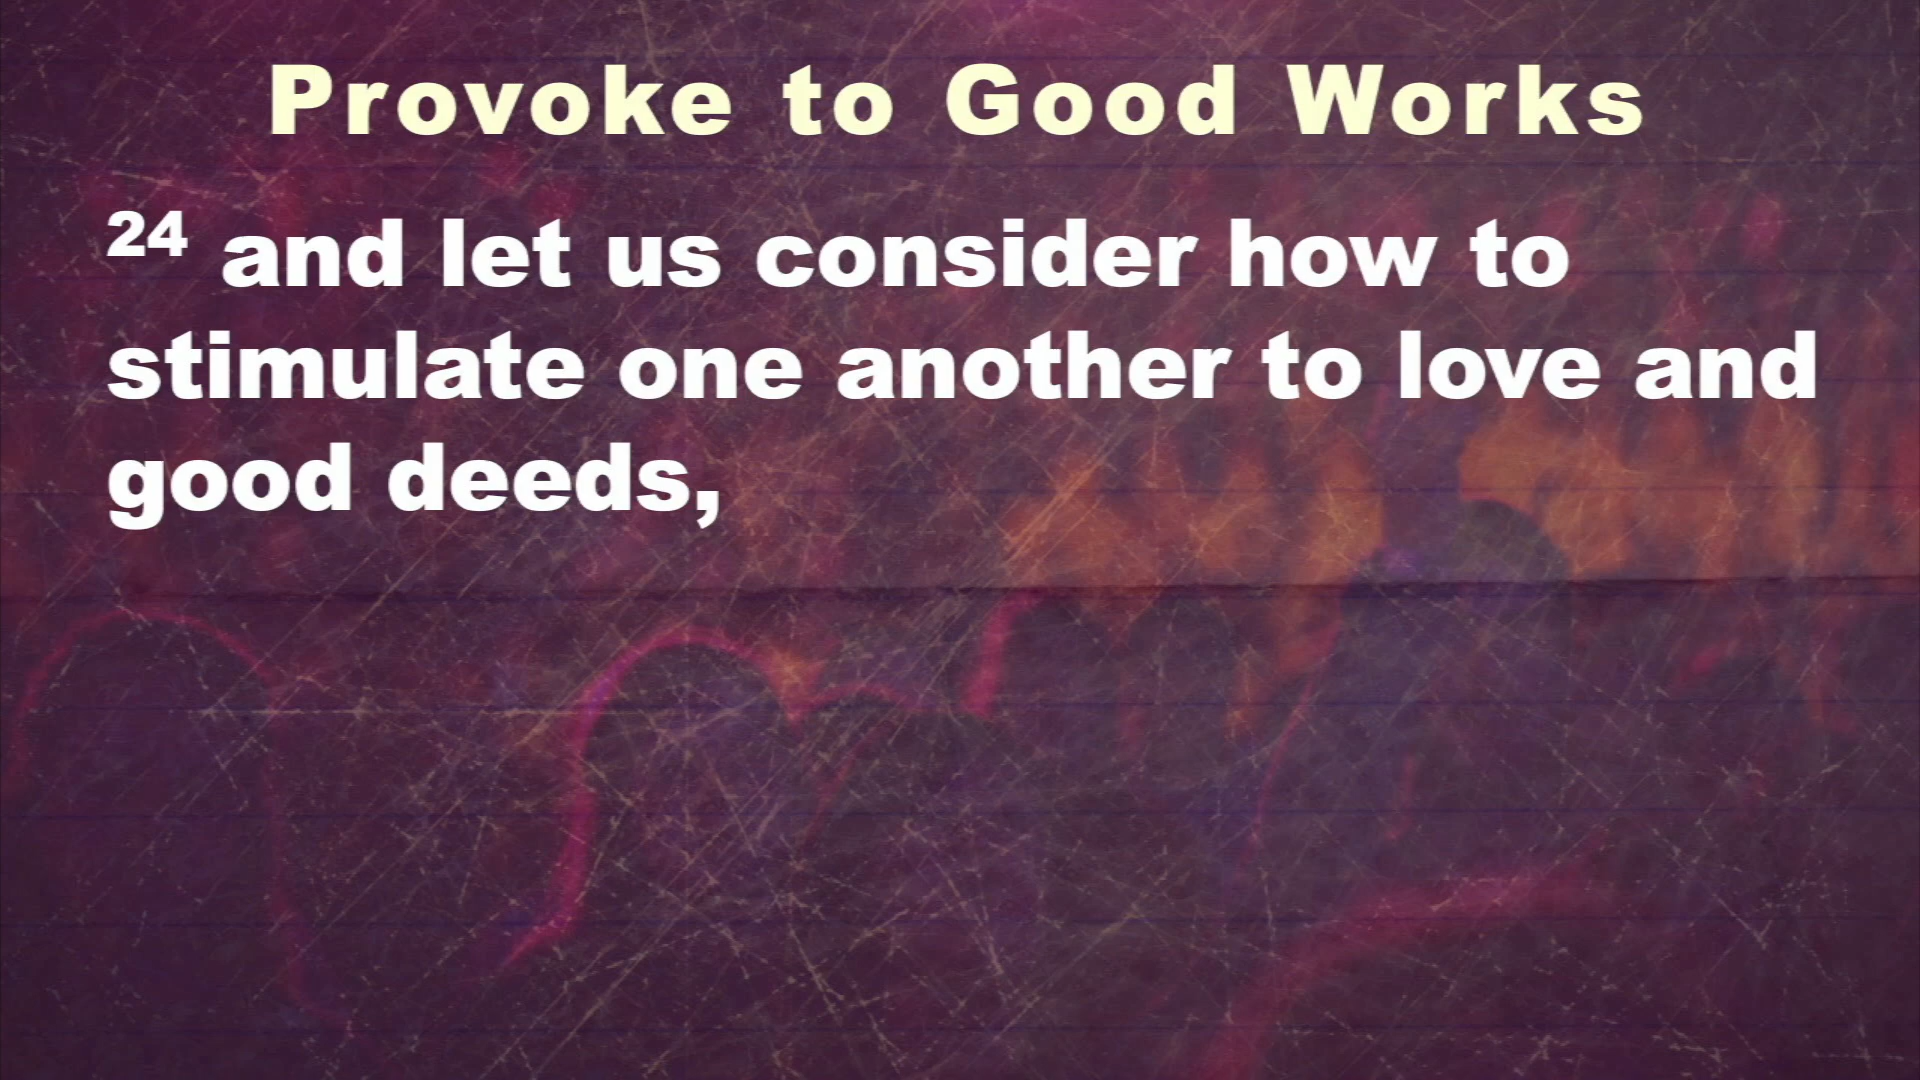 Provoke to Good Works
24 and let us consider how to
stimulate one another to love and
good deeds,